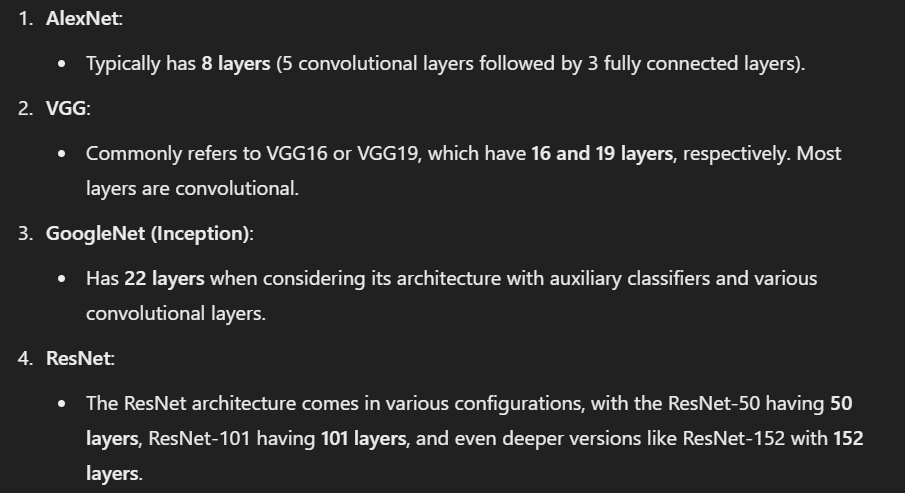 1. AlexNet:
• Typically has 8 layers (5 convolutional layers followed by 3 fully connected layers).
2. VGG:
• Commonly refers to VGG16 or VGG19, which have 16 and 19 layers, respectively. Most
layers are convolutional.
3. GoogleNet (Inception):
• Has 22 layers when considering its architecture with auxiliary classifiers and various
convolutional layers.
4. ResNet:
• The ResNet architecture comes in various configurations, with the ResNet-50 having 50
layers, ResNet-101 having 101 layers, and even deeper versions like ResNet-152 with 152
layers.